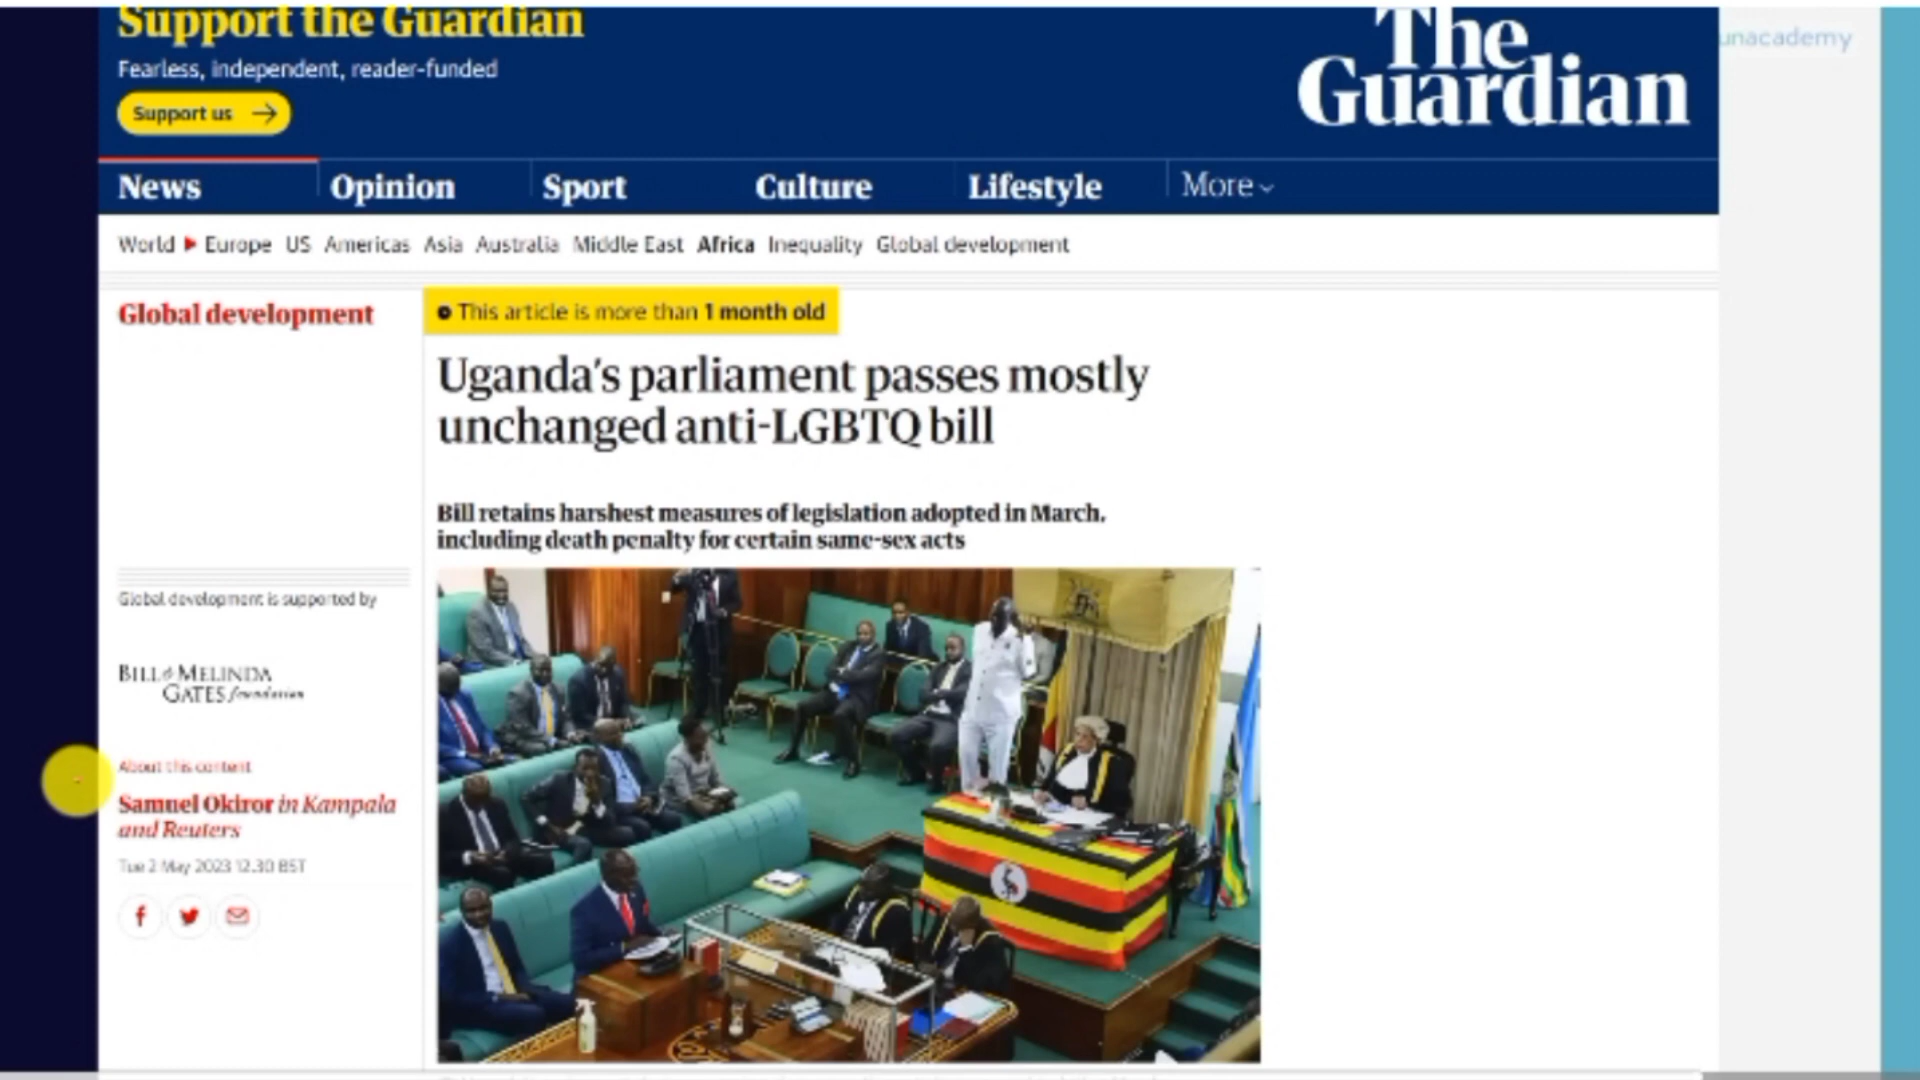 Support the Guardian
Fearless, independent, reader-funded
Support us
The
Guardian
unacademy
News Opinion Sport Culture Lifestyle More
World Europe US Americas Asia Australia Middle East Africa Inequality Global development
Global development
This article is more than 1 month old
Uganda's parliament passes mostly
unchanged anti-LGBTQ bill
Bill retains harshest measures of legislation adopted in March,
including death penalty for certain same-sex acts
Global development is supported by
BILL & MELINDA
GATES foundation
About this content
Samuel Okiror in Kampala
and Reuters
Tue 2 May 2023 12.30 BST